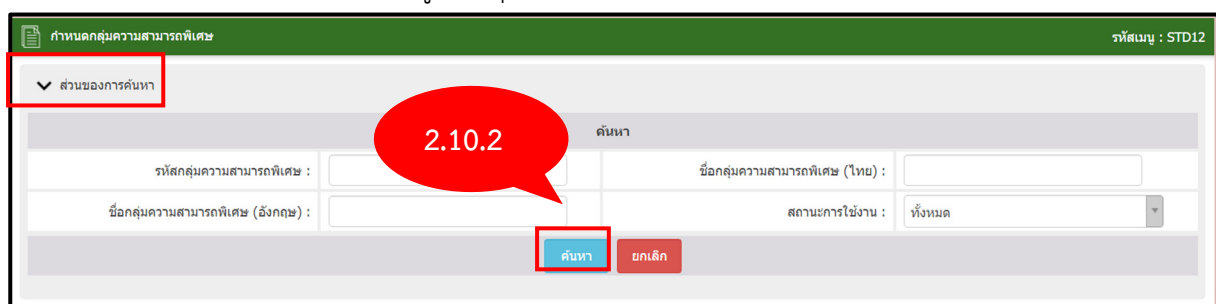 กำหนดกลุ่มความสามารถพิเศษ รหัสเมนู : STD12
ส่วนของการค้นหา
2.10.2
ค้นหา
รหัสกลุ่มความสามารถพิเศษ : ชื่อกลุ่มความสามารถพิเศษ (ไทย) :
ชื่อกลุ่มความสามารถพิเศษ (อังกฤษ) : สถานะการใช้งาน : ทั้งหมด
ค้นหา ยกเลิก